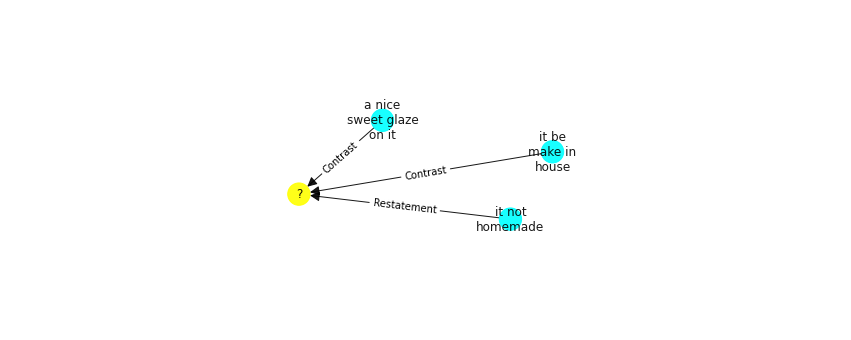 a nice
sweet glaze
on it
Contrast
it be
make in
house
Contrast
?
Restatement
it not
homemade